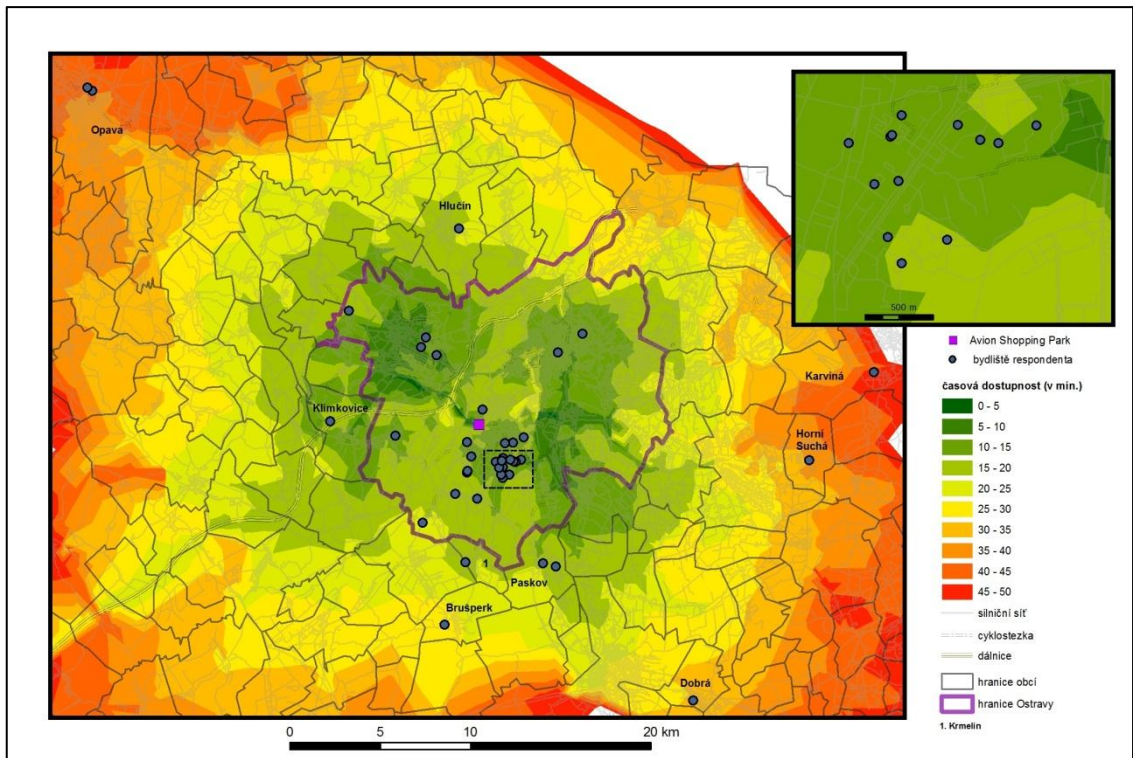 Opava
Hlučín
Klimkovice
Karviná
Horní
Suchá
1
Paskov
Brušperk
Dobrá
500 m
Avion Shopping Park
bydliště respondenta
časová dostupnost (v min.)
0 - 5
5 - 10
10 - 15
15 - 20
20 - 25
25 - 30
30 - 35
35 - 40
40 - 45
45 - 50
silniční síť
cyklostezka
dálnice
hranice obcí
hranice Ostravy
1. Krmelín
0 5 10 20 km